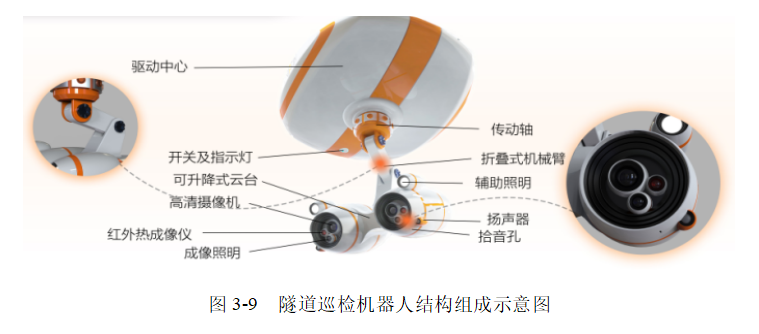 驱动中心
传动轴
开关及指示灯
折叠式机械臂
可升降式云台
辅助照明
高清摄像机
扬声器
红外热成像仪
拾音孔
成像照明
图 3-9 隧道巡检机器人结构组成示意图